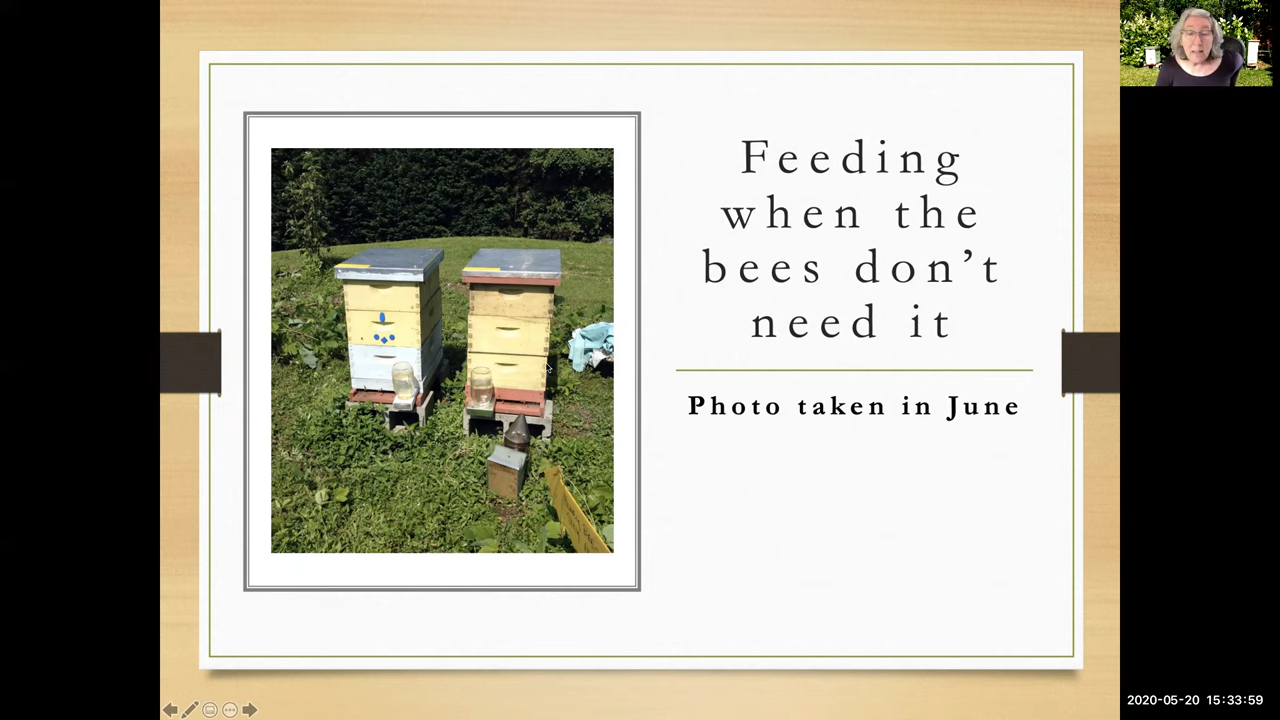 Feeding
when the
bees don’t
need it
Photo taken in June
2020-05-20 15:33:59